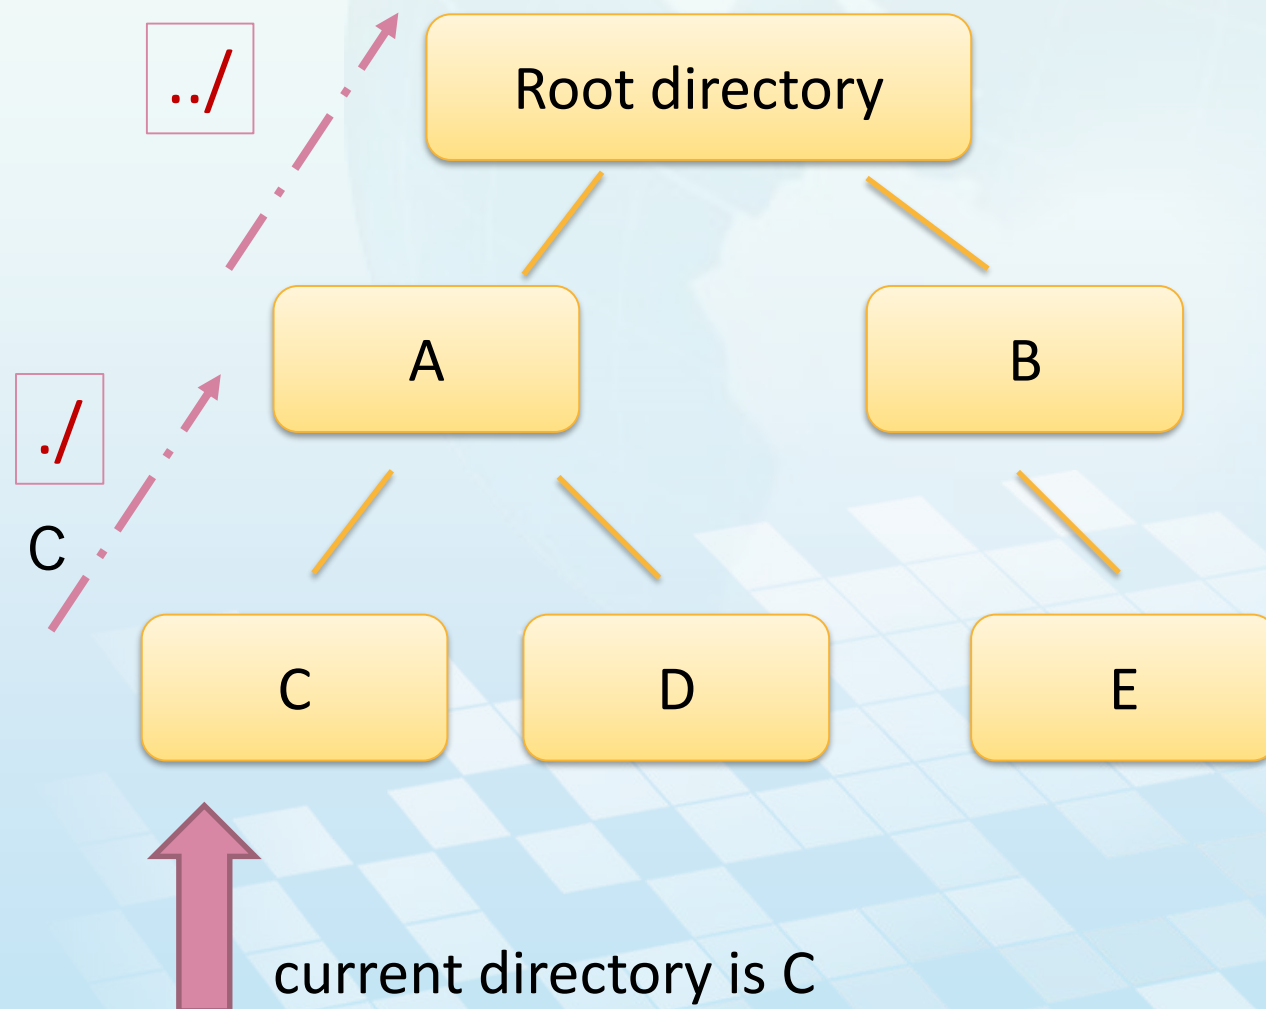 ../
Root directory
A
B
./
C
C
D
E
current directory is C